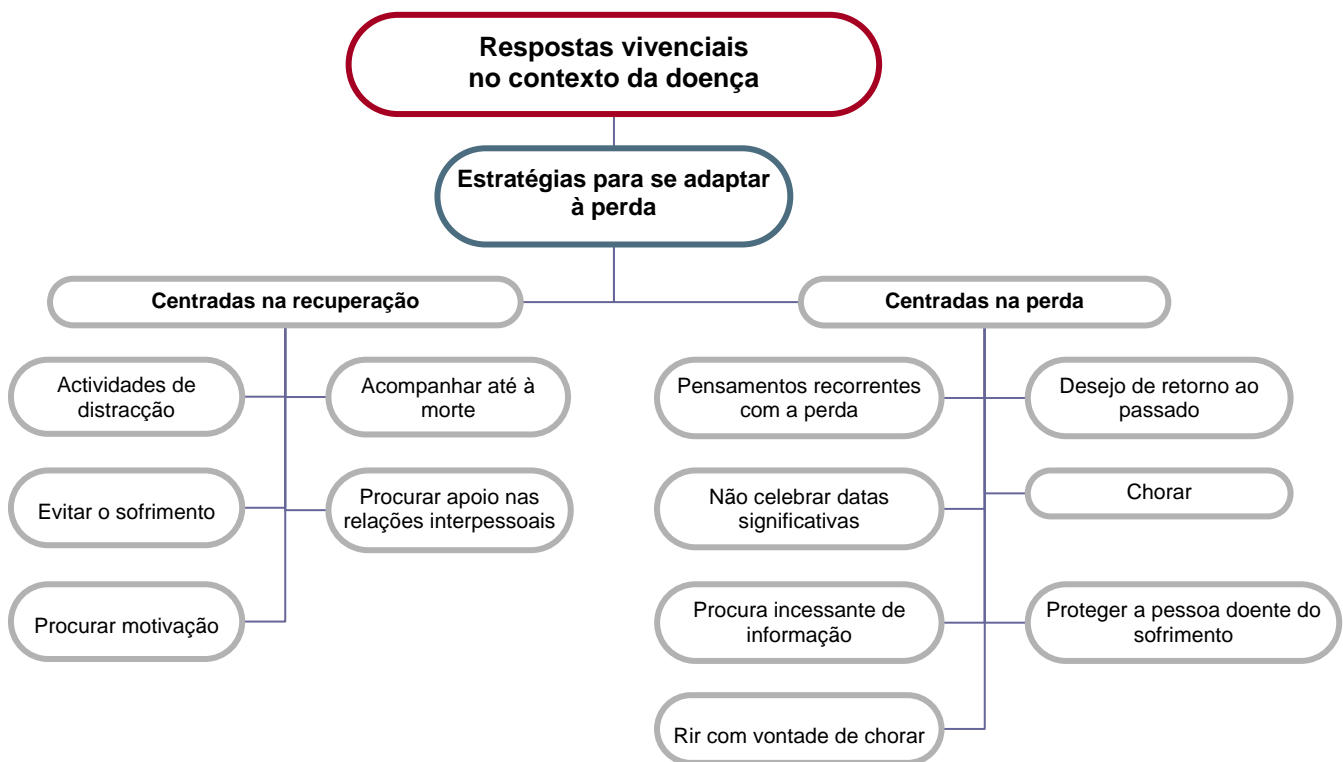 Respostas vivenciais
no contexto da doença
Estratégias para se adaptar
à perda
Centradas na recuperação
Centradas na perda
Actividades de
distracção
Acompanhar até à
morte
Evitar o sofrimento
Procurar apoio nas
relações interpessoais
Procurar motivação
Pensamentos recorrentes
com a perda
Desejo de retorno ao
passado
Não celebrar datas
significativas
Chorar
Procura incessante de
informação
Proteger a pessoa doente do
sofrimento
Rir com vontade de chorar